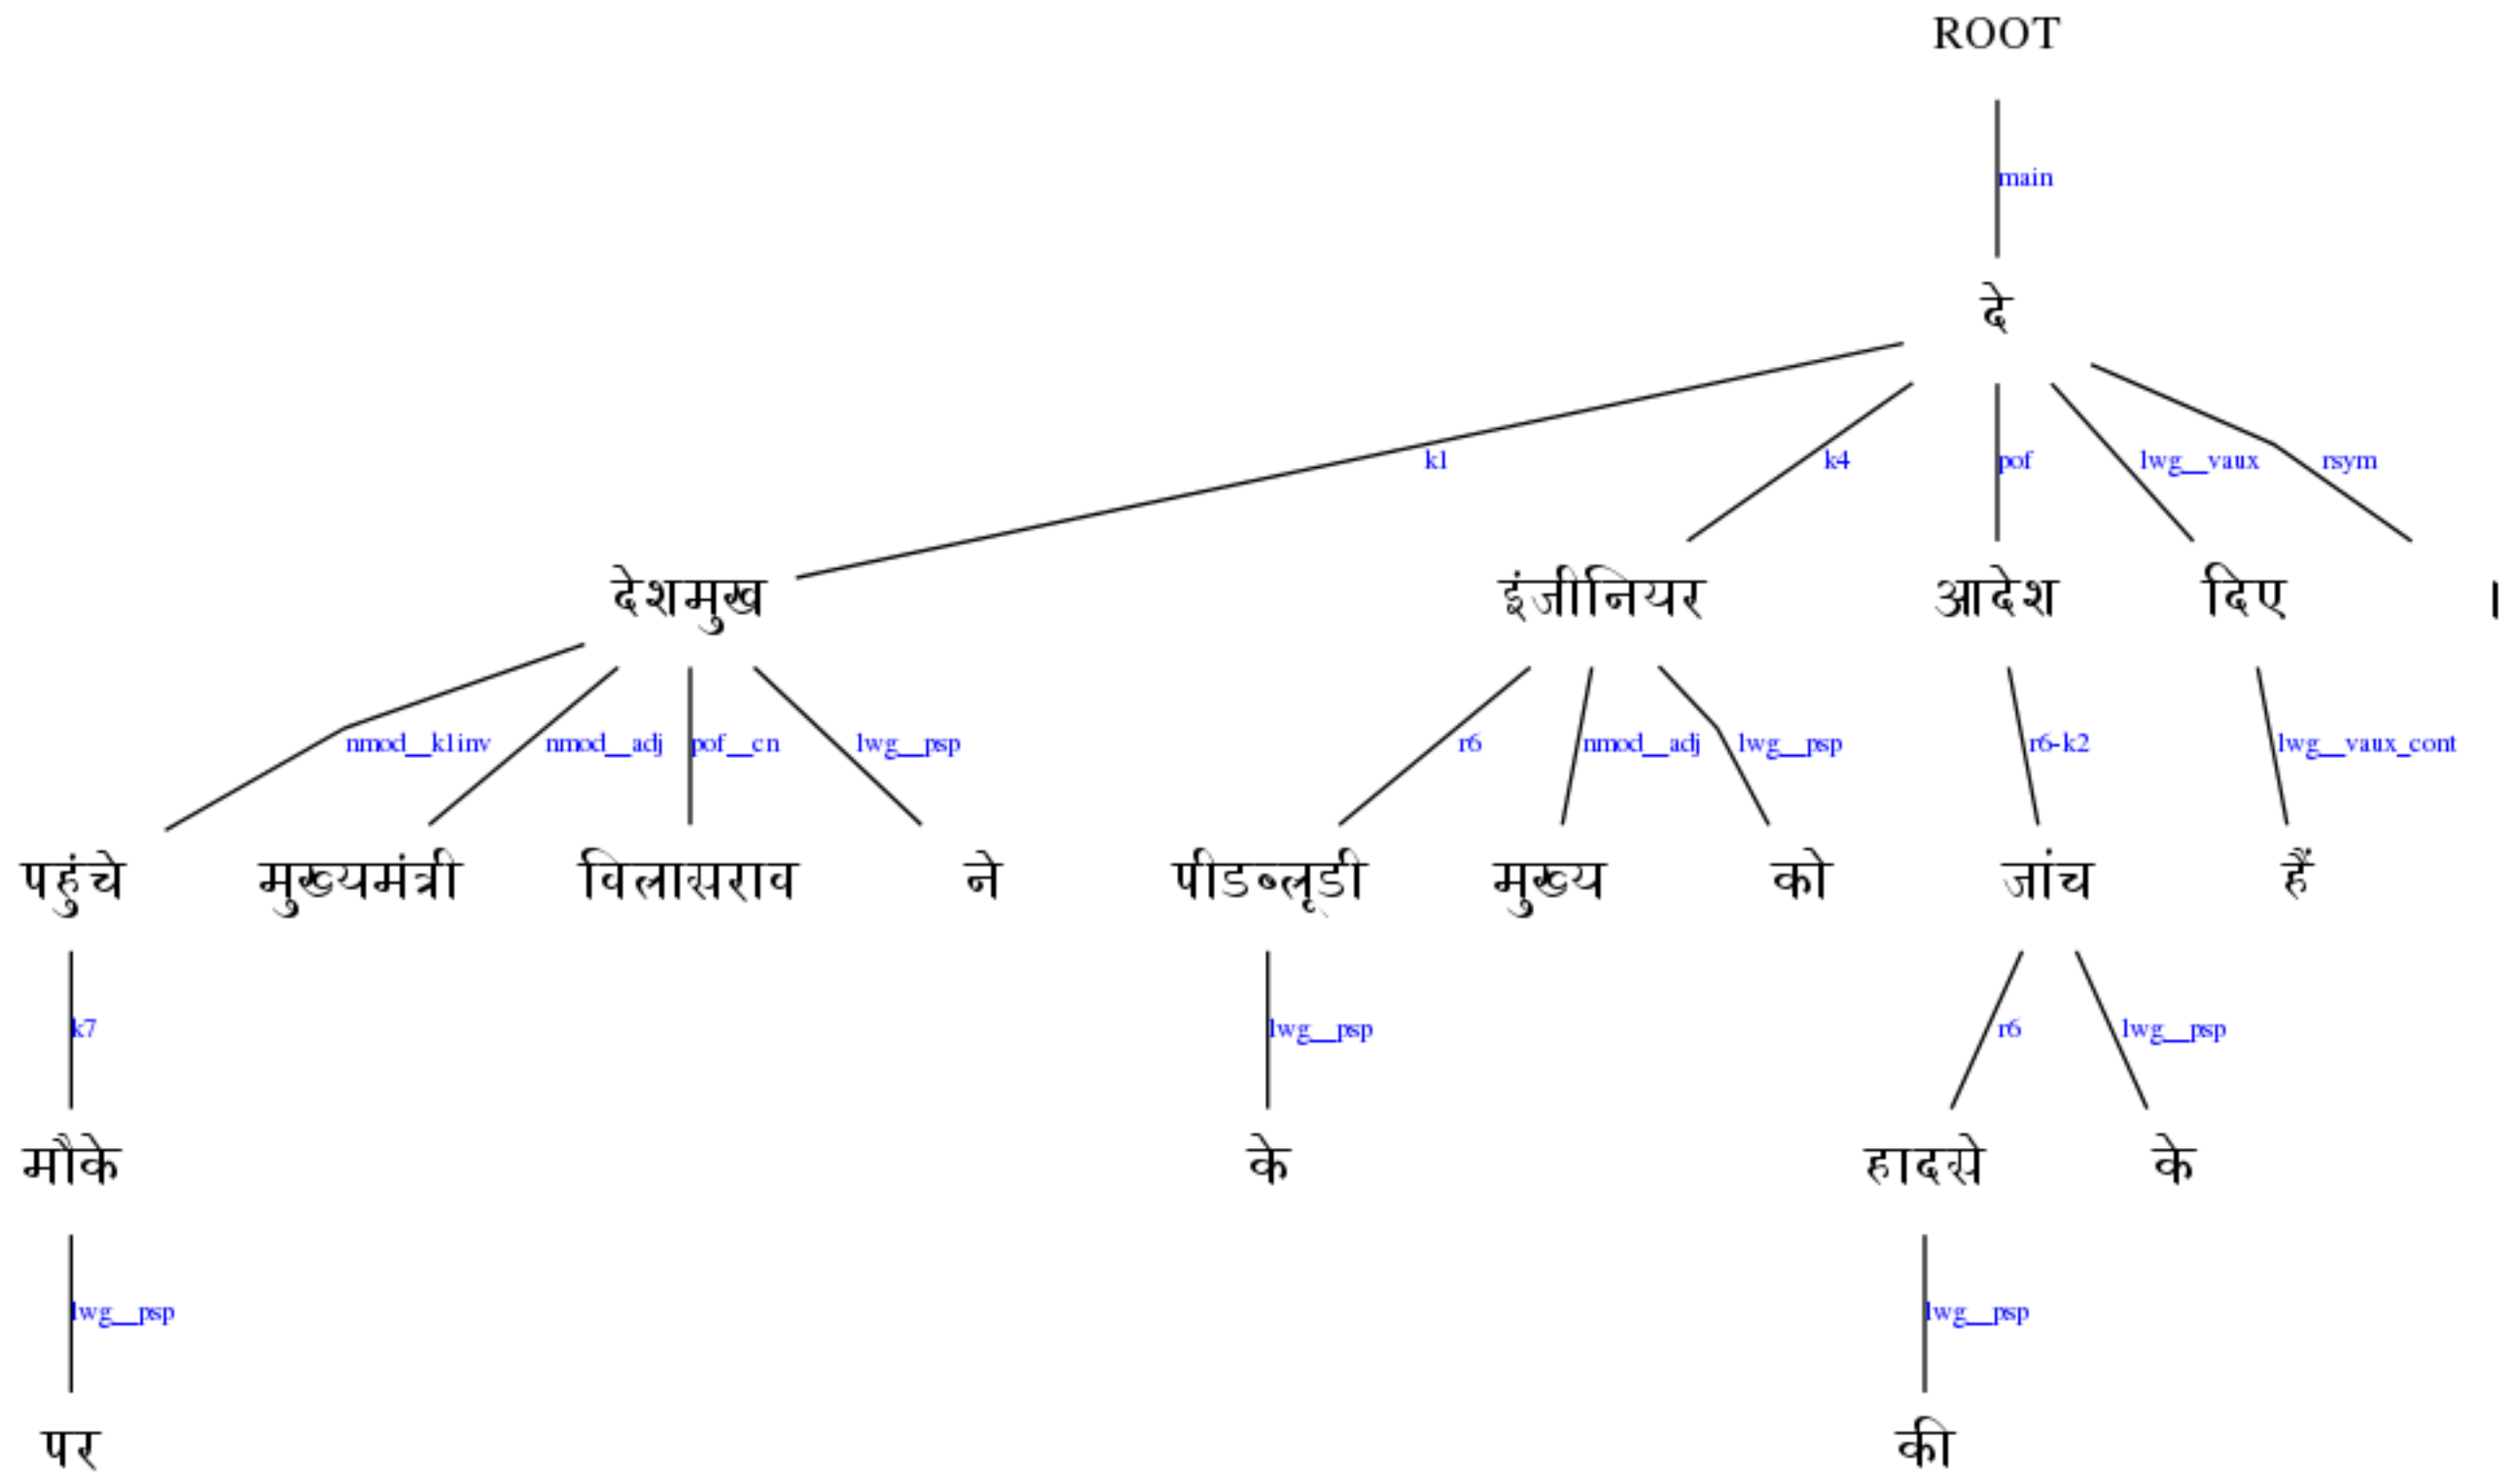 ROOT
main
दे
k1 k4 pof lwg__vaux rsym
देशमुख इंजीनियर आदेश दिए ।
nmod__k1inv nmod__adj pof__cn lwg__psp r6 nmod__adj lwg__psp r6-k2 lwg__vaux_cont
पहुंचे मुख्यमंत्री विलासराव ने पीडब्लूडी मुख्य को जांच हैं
k7 lwg__psp r6 lwg__psp
मौके के हादसे के
lwg__psp lwg__psp
पर की